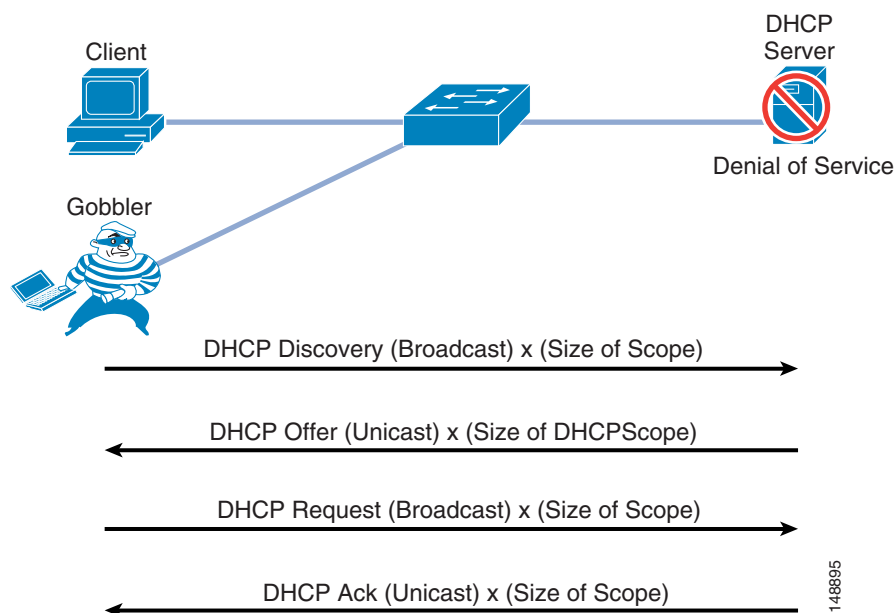 Client
DHCP
Server
Denial of Service
Gobbler
DHCP Discovery (Broadcast) x (Size of Scope)
DHCP Offer (Unicast) x (Size of DHCPScope)
DHCP Request (Broadcast) x (Size of Scope)
DHCP Ack (Unicast) x (Size of Scope)
148895